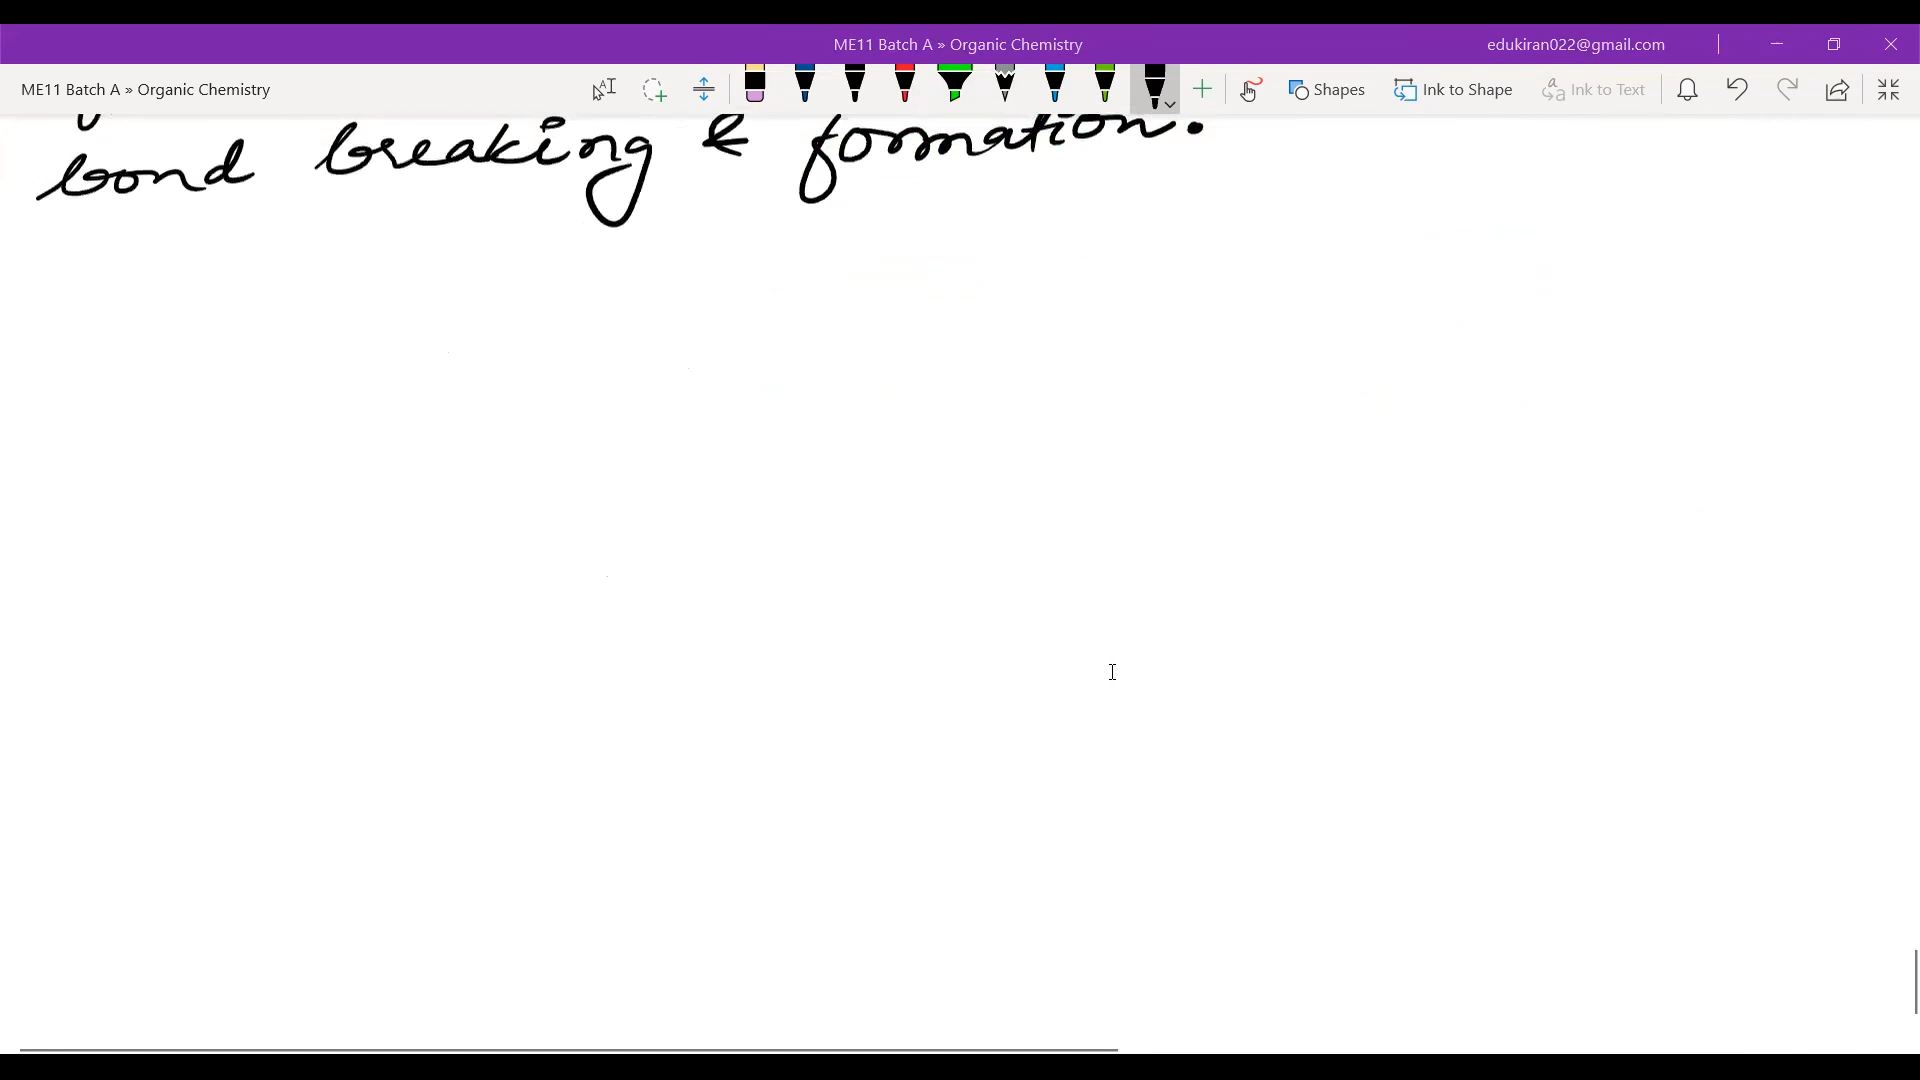 ME11 Batch A » Organic Chemistry
edukiran022@gmail.com
ME11 Batch A » Organic Chemistry
Shapes
Ink to Shape
Ink to Text
bond breaking & formation.